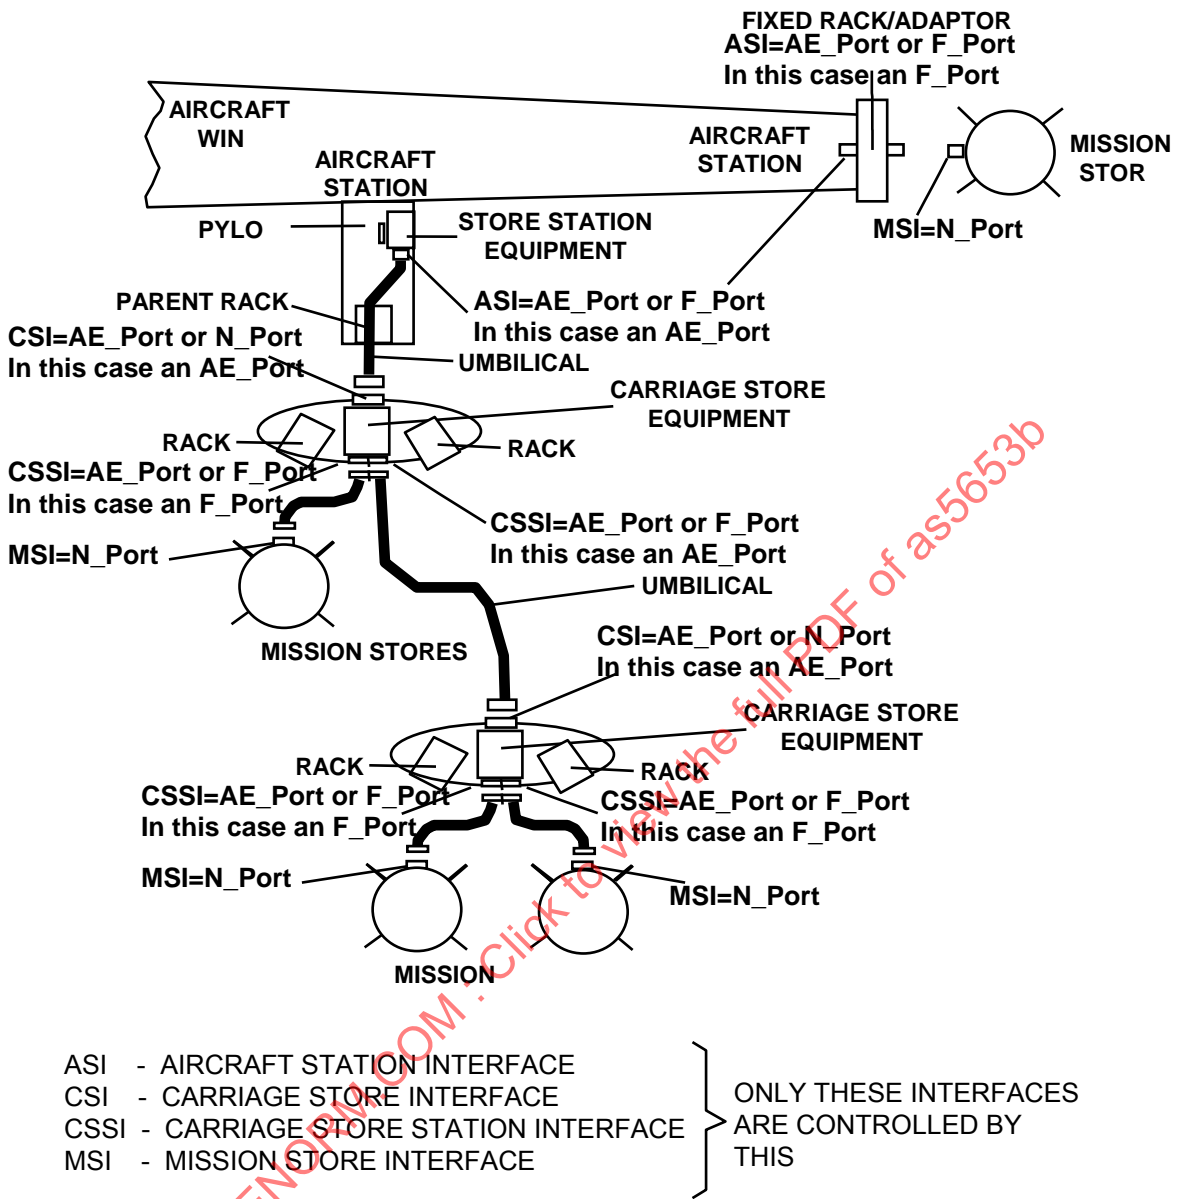 FIXED RACK/ADAPTOR
ASI=AE_Port or F_Port
In this case an F_Port
AIRCRAFT
WIN
AIRCRAFT
STATION
AIRCRAFT
STATION
MISSION
STOR
MSI=N_Port
PYLO
STORE STATION
EQUIPMENT
PARENT RACK
ASI=AE_Port or F_Port
In this case an AE_Port
CSI=AE_Port or N_Port
In this case an AE_Port
UMBILICAL
CARRIAGE STORE
EQUIPMENT
RACK
RACK
CSSI=AE_Port or F_Port
In this case an F_Port
CSSI=AE_Port or F_Port
In this case an AE_Port
MSI=N_Port
UMBILICAL
MISSION STORES
CSI=AE_Port or N_Port
In this case an AE_Port
CARRIAGE STORE
EQUIPMENT
RACK
RACK
CSSI=AE_Port or F_Port
In this case an F_Port
CSSI=AE_Port or F_Port
In this case an F_Port
MSI=N_Port
MSI=N_Port
MISSION
ASI - AIRCRAFT STATION INTERFACE
CSI - CARRIAGE STORE INTERFACE
CSSI - CARRIAGE STORE STATION INTERFACE
MSI - MISSION STORE INTERFACE
ONLY THESE INTERFACES
ARE CONTROLLED BY
THIS
ENORM.COM : Click to view the full PDF of as5653b